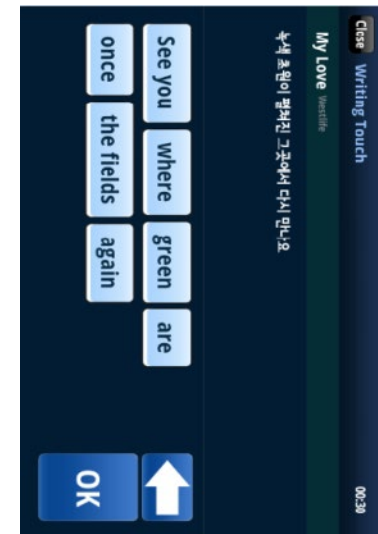 Close Writing Touch 00:30
My Love Westlife
녹색 초원이 펼쳐진 그곳에서 다시 만나요
See you where green are
once the fields again
OK